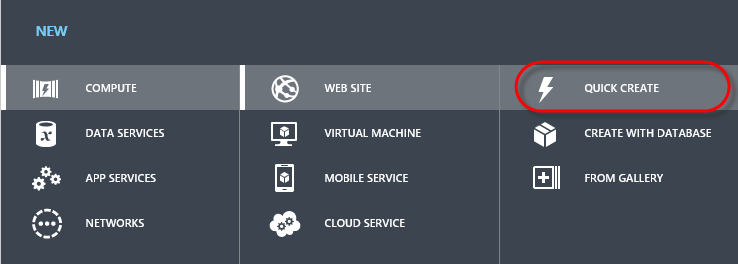 NEW
COMPUTE
DATA SERVICES
APP SERVICES
NETWORKS
WEB SITE
VIRTUAL MACHINE
MOBILE SERVICE
CLOUD SERVICE
QUICK CREATE
CREATE WITH DATABASE
FROM GALLERY